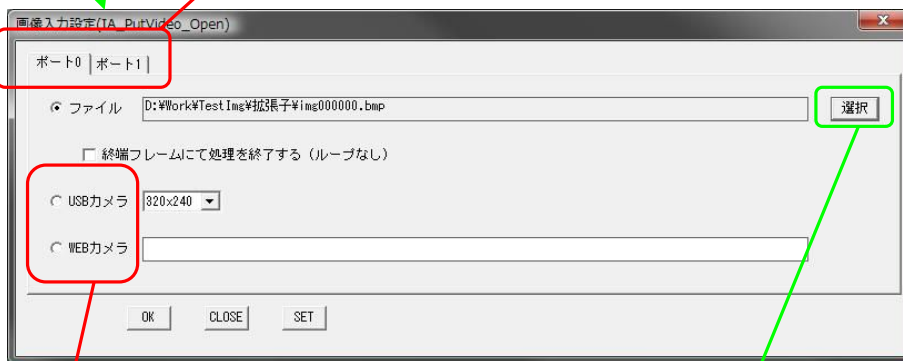 画像入力設定(IA_PutVideo_Open)
ポート0 ポート1
ファイル D:¥Work¥TestImg¥拡張子¥img000000.bmp 選択
終端フレームにて処理を終了する（ループなし）
USBカメラ 320x240
WEBカメラ
OK CLOSE SET